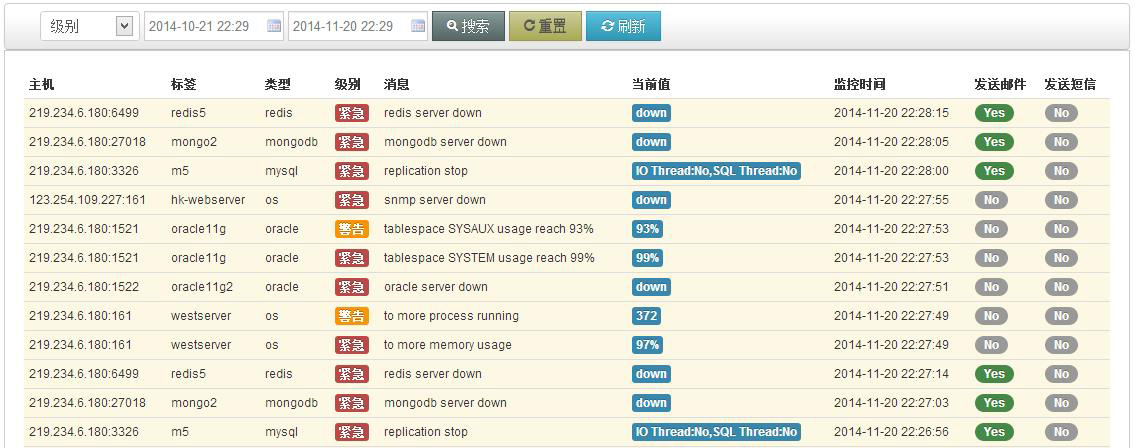 级别 2014-10-21 22:29 2014-11-20 22:29 搜索 重置 刷新
主机 标签 类型 级别 消息 当前值 监控时间 发送邮件 发送短信
219.234.6.180:6499 redis5 redis 紧急 redis server down down 2014-11-20 22:28:15 Yes No
219.234.6.180:27018 mongo2 mongodb 紧急 mongodb server down down 2014-11-20 22:28:05 Yes No
219.234.6.180:3326 m5 mysql 紧急 replication stop IO Thread:No,SQL Thread:No 2014-11-20 22:28:00 Yes No
123.254.109.227:161 hk-webserver os 紧急 snmp server down down 2014-11-20 22:27:55 No No
219.234.6.180:1521 oracle11g oracle 警告 tablespace SYSAUX usage reach 93% 93% 2014-11-20 22:27:53 No No
219.234.6.180:1521 oracle11g oracle 紧急 tablespace SYSTEM usage reach 99% 99% 2014-11-20 22:27:53 No No
219.234.6.180:1522 oracle11g2 oracle 紧急 oracle server down down 2014-11-20 22:27:51 No No
219.234.6.180:161 westserver os 警告 to more process running 372 2014-11-20 22:27:49 No No
219.234.6.180:161 westserver os 紧急 to more memory usage 97% 2014-11-20 22:27:49 No No
219.234.6.180:6499 redis5 redis 紧急 redis server down down 2014-11-20 22:27:14 Yes No
219.234.6.180:27018 mongo2 mongodb 紧急 mongodb server down down 2014-11-20 22:27:03 Yes No
219.234.6.180:3326 m5 mysql 紧急 replication stop IO Thread:No,SQL Thread:No 2014-11-20 22:26:56 Yes No